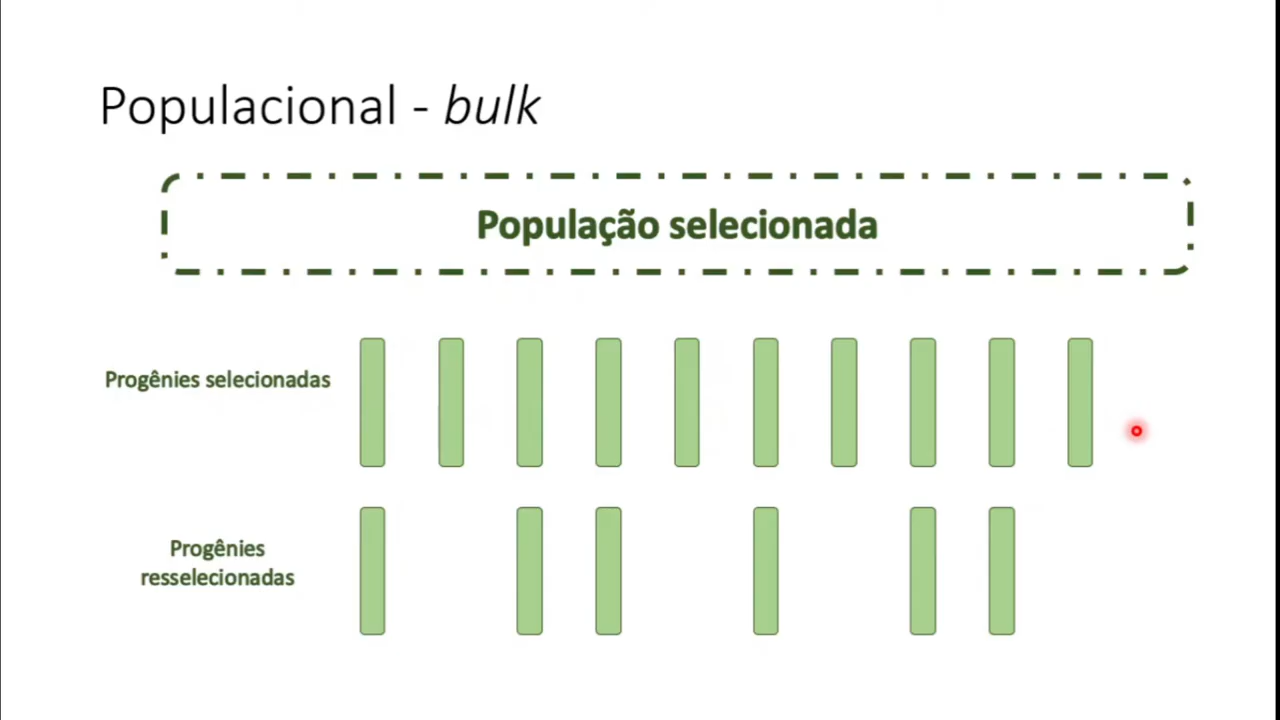 Populacional - bulk
População selecionada
Progênies selecionadas
Progênies
resselecionadas